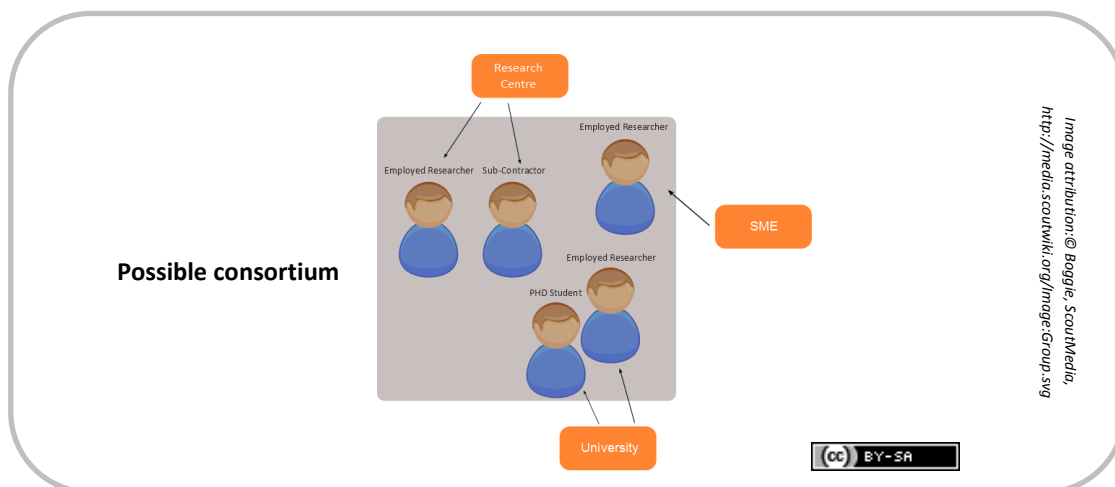 Research
Centre
Employed Researcher
Employed Researcher
Sub-Contractor
SME
Possible consortium
Employed Researcher
PHD Student
University
Image attribution:© Boggie, ScoutMedia,
http://media.scoutwiki.org/Image:Group.svg
(cc) BY-SA